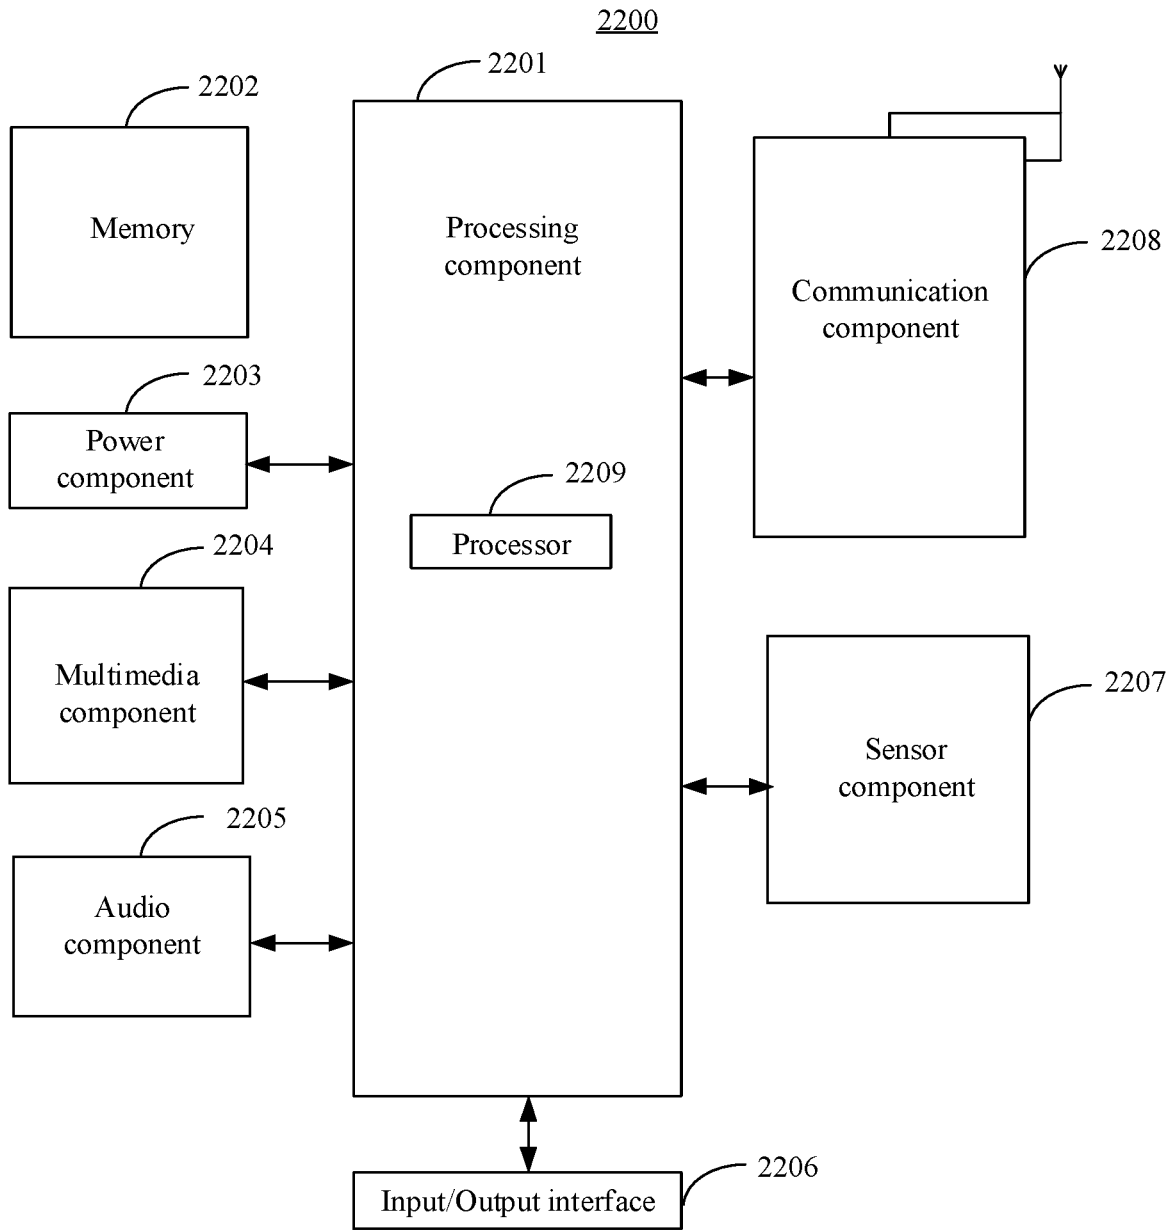 2200
2201
2202
Memory
Processing
component
2208
Communication
component
2203
Power
component
2209
Processor
2204
Multimedia
component
2207
Sensor
component
2205
Audio
component
2206
Input/Output interface